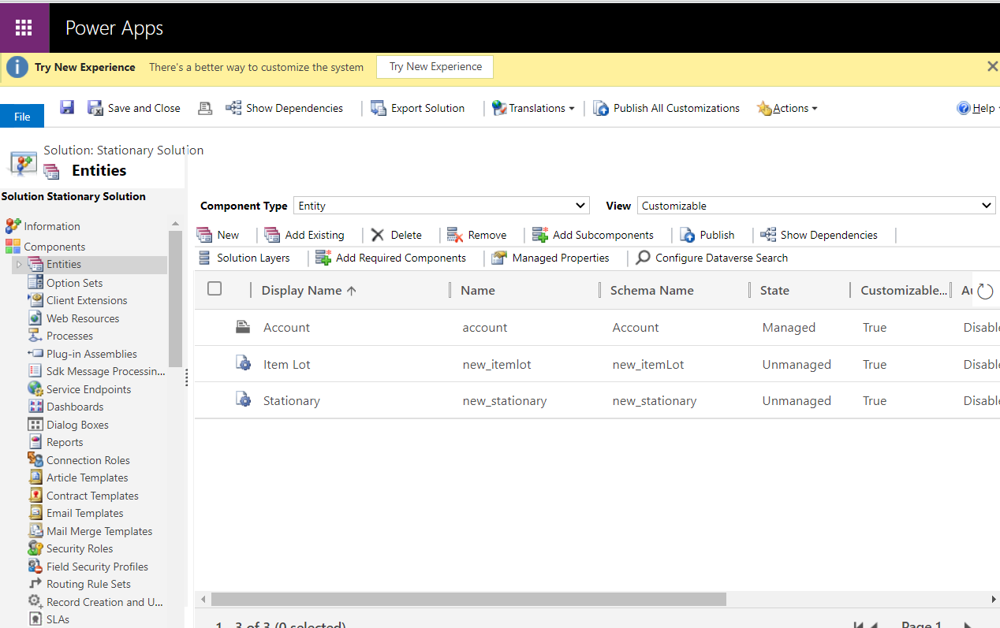 Power Apps
Try New Experience There's a better way to customize the system Try New Experience
File Save and Close Show Dependencies Export Solution Translations Publish All Customizations Actions Help
Solution: Stationary Solution
Entities
Solution Stationary Solution
Component Type Entity View Customizable
Information
Components
Entities
Option Sets
Client Extensions
Web Resources
Processes
Plug-in Assemblies
Sdk Message Processin...
Service Endpoints
Dashboards
Dialog Boxes
Reports
Connection Roles
Article Templates
Contract Templates
Email Templates
Mail Merge Templates
Security Roles
Field Security Profiles
Routing Rule Sets
Record Creation and U...
SLAs
New Add Existing Delete Remove Add Subcomponents Publish Show Dependencies
Solution Layers Add Required Components Managed Properties Configure Dataverse Search
Display Name Name Schema Name State Customizable...
Account account Account Managed True Disable
Item Lot new_itemlot new_itemLot Unmanaged True Disable
Stationary new_stationary new_stationary Unmanaged True Disable
1 - 3 of 3 (0 selected) Page 1